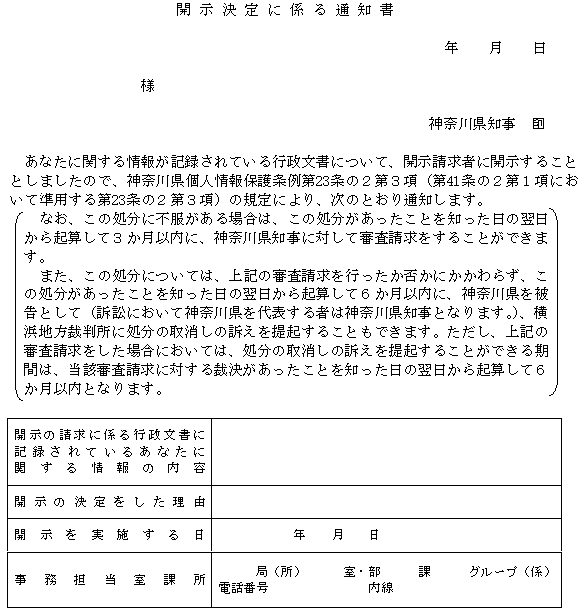 開示決定に係る通知書
年　月　日
様
神奈川県知事　印
あなたに関する情報が記録されている行政文書について、開示請求者に開示すること
としましたので、神奈川県個人情報保護条例第23条の２第３項（第41条の２第１項にお
いて準用する第23条の２第３項）の規定により、次のとおり通知します。
なお、この処分に不服がある場合は、この処分があったことを知った日の翌日
から起算して３か月以内に、神奈川県知事に対して審査請求をすることができま
す。
また、この処分については、上記の審査請求を行ったか否かにかかわらず、こ
の処分があったことを知った日の翌日から起算して６か月以内に、神奈川県を被
告として（訴訟において神奈川県を代表する者は神奈川県知事となります。）、横
浜地方裁判所に処分の取消しの訴えを提起することもできます。ただし、上記の
審査請求をした場合においては、処分の取消しの訴えを提起することができる期
間は、当該審査請求に対する裁決があったことを知った日の翌日から起算して６
か月以内となります。
開示の請求に係る行政文書に
記録されているあなたに
関する情報の内容
開示の決定をした理由
開示を実施する日　年　月　日
事務担当室課所
局（所）　室・部　課　グループ（係）
電話番号　内線